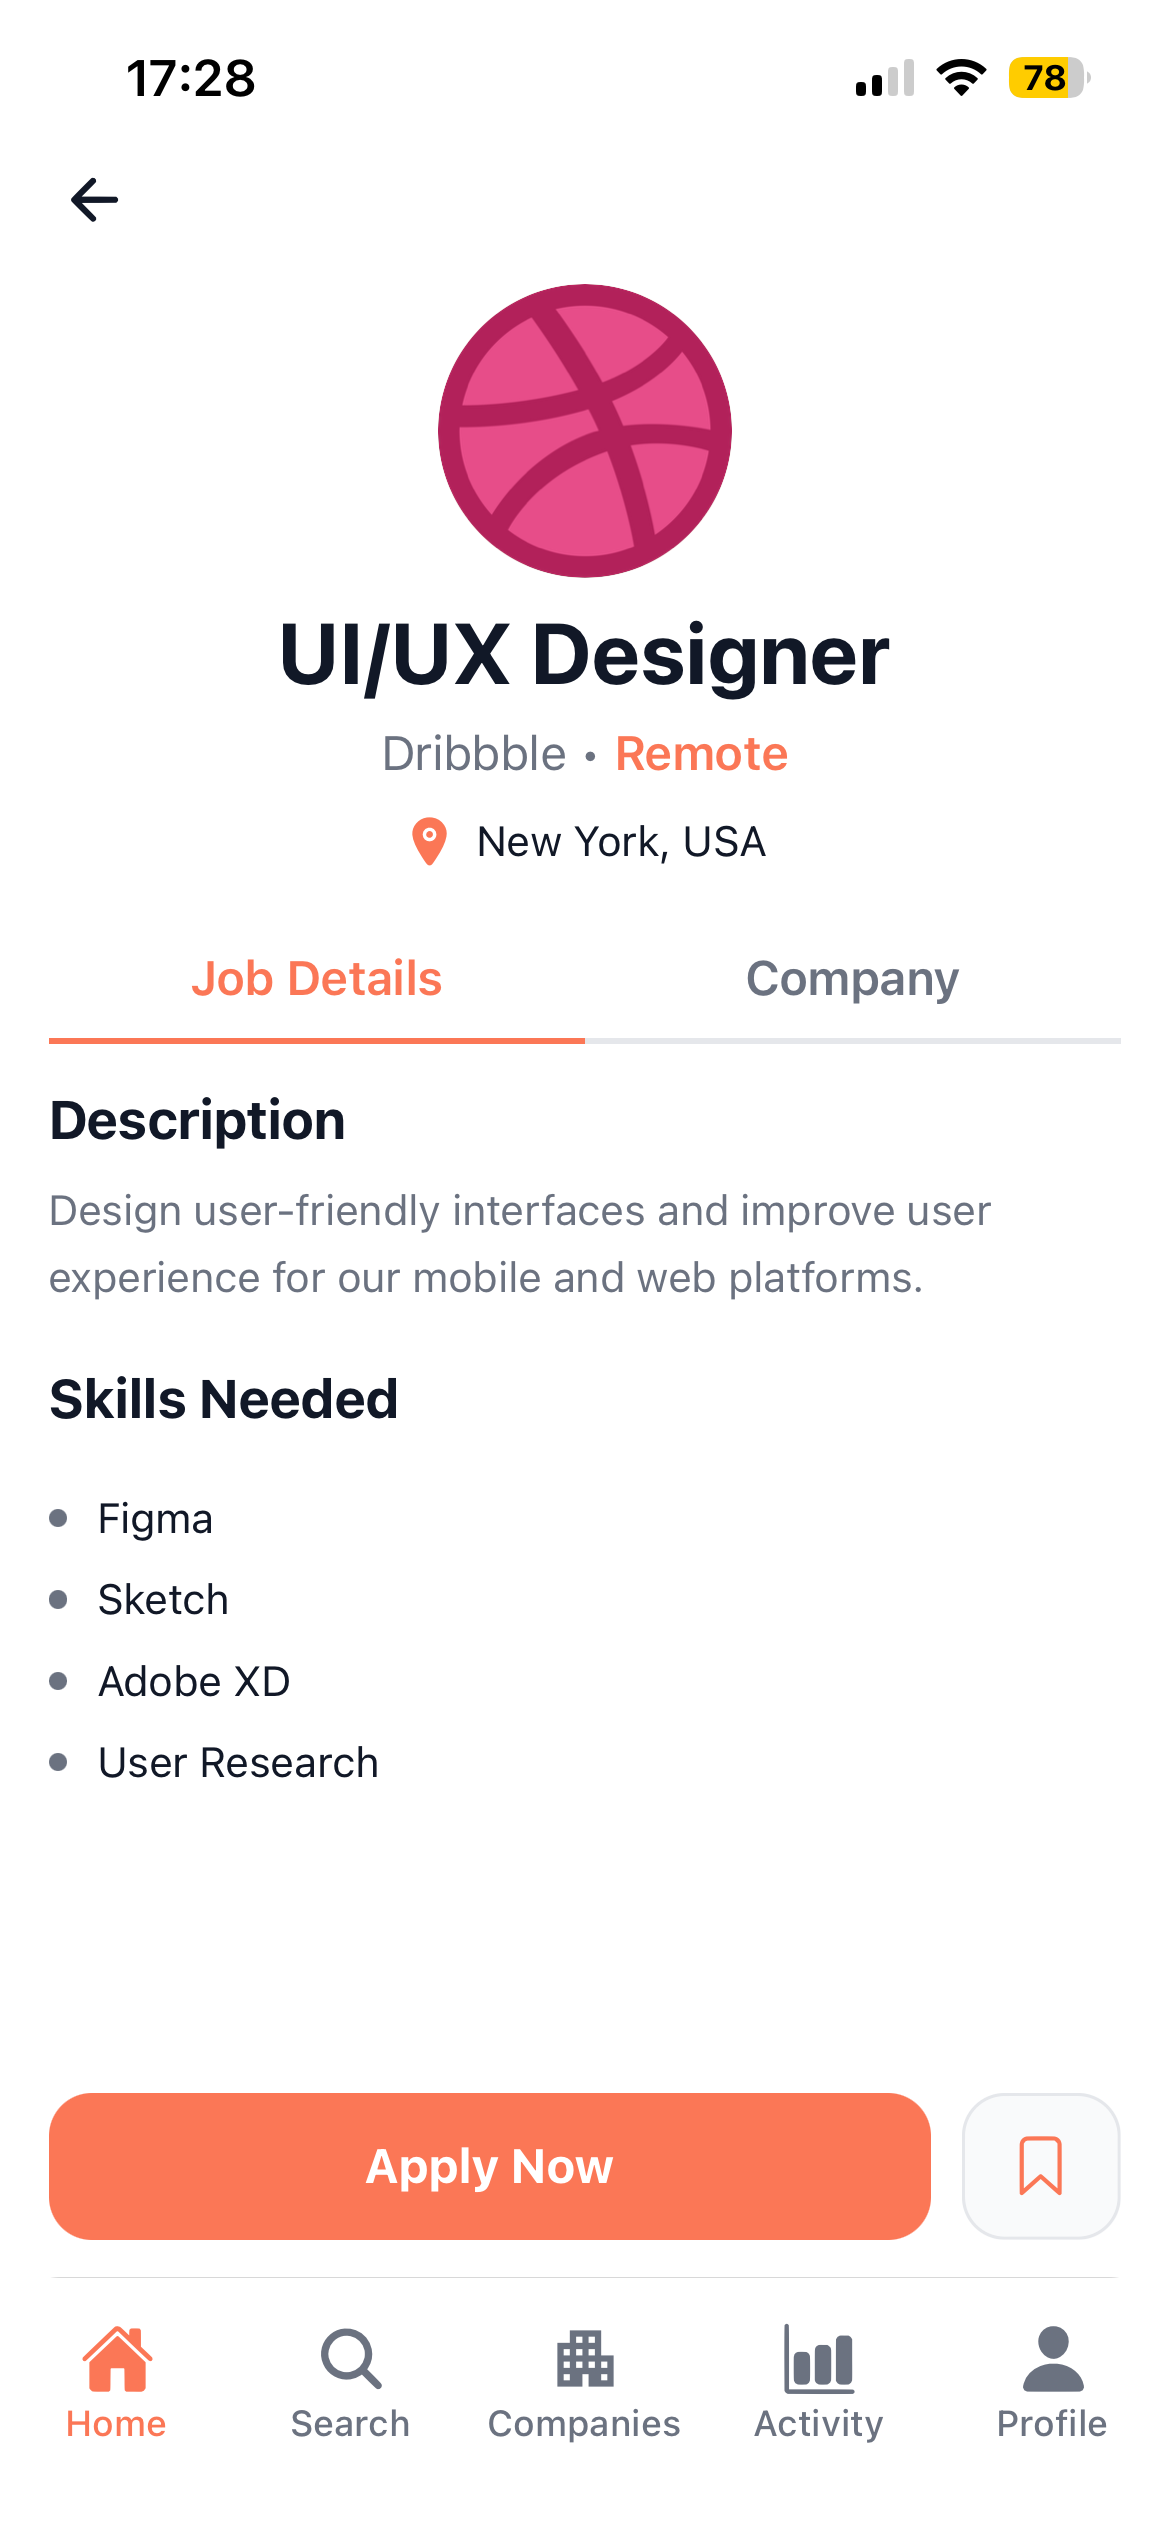 17:28
78
UI/UX Designer
Dribbble • Remote
New York, USA
Job Details
Company
Description
Design user-friendly interfaces and improve user
experience for our mobile and web platforms.
Skills Needed
• Figma
• Sketch
• Adobe XD
• User Research
Apply Now
Home
Search
Companies
Activity
Profile